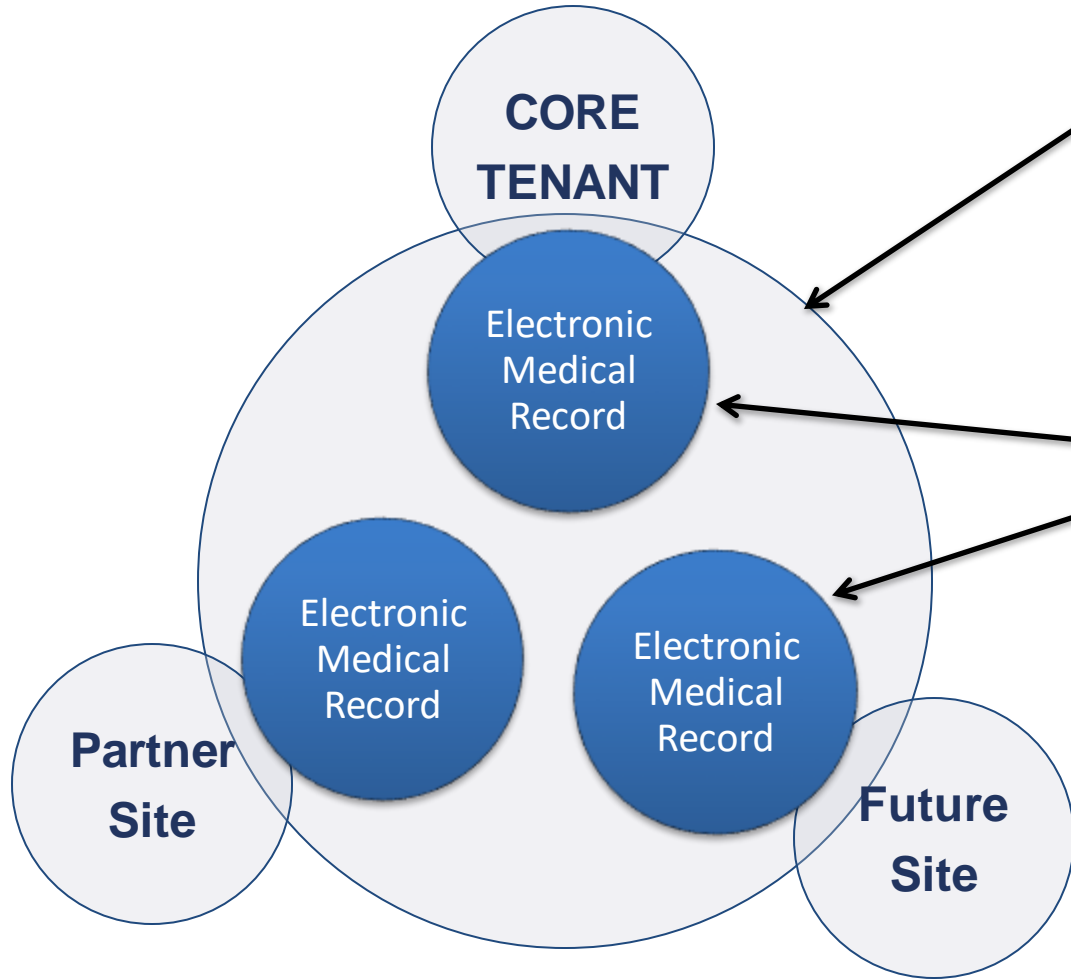 CORE
TENANT
Electronic
Medical
Record
Electronic
Medical
Record
Electronic
Medical
Record
Partner
Site
Future
Site